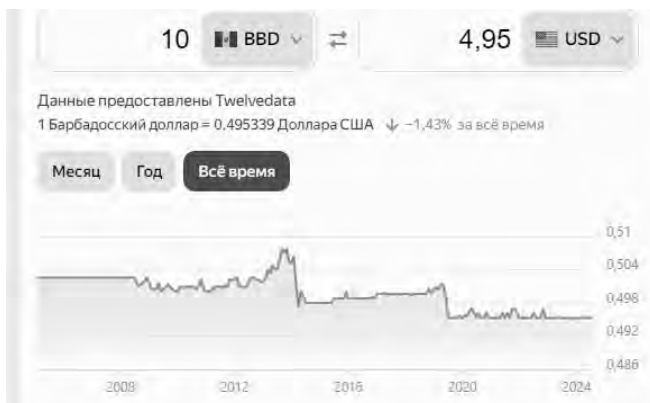 10 BBD 4,95 USD
Данные предоставлены Twelvedata
1 Барбадосский доллар = 0,495339 Доллара США ↓ −1,43% за всё время
Месяц Год Всё время
0,51
0,504
0,498
0,492
0,486
2008 2012 2016 2020 2024